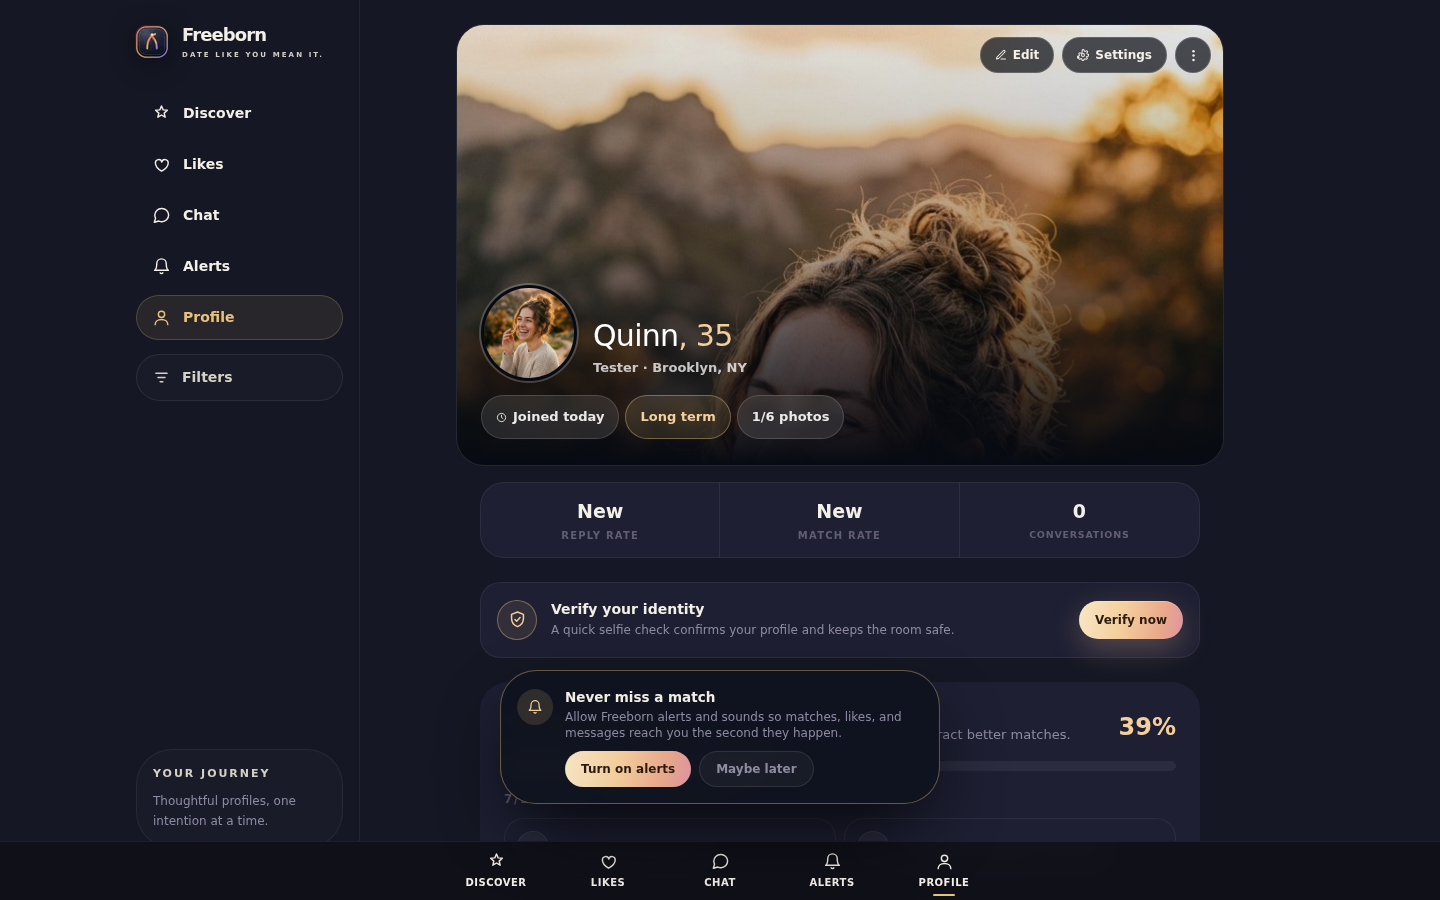 Freeborn
DATE LIKE YOU MEAN IT.
Discover
Likes
Chat
Alerts
Profile
Filters
YOUR JOURNEY
Thoughtful profiles, one
intention at a time.
Edit
Settings
Quinn, 35
Tester · Brooklyn, NY
Joined today
Long term
1/6 photos
New
REPLY RATE
New
MATCH RATE
0
CONVERSATIONS
Verify your identity
A quick selfie check confirms your profile and keeps the room safe.
Verify now
Never miss a match
Allow Freeborn alerts and sounds so matches, likes, and
messages reach you the second they happen.
Turn on alerts
Maybe later
better matches.
39%
DISCOVER
LIKES
CHAT
ALERTS
PROFILE